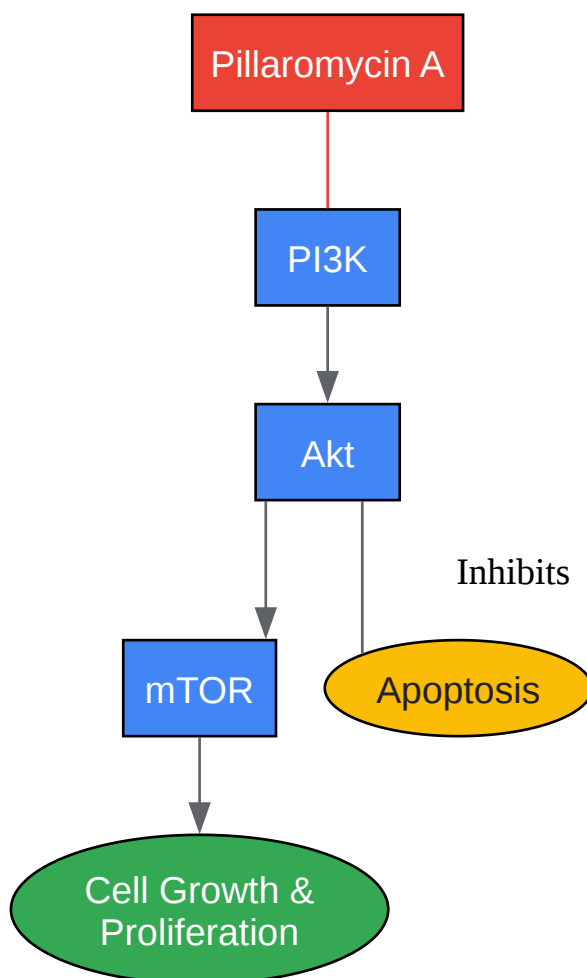 Pillaromycin A
PI3K
Akt
Inhibits
mTOR
Apoptosis
Cell Growth &
Proliferation